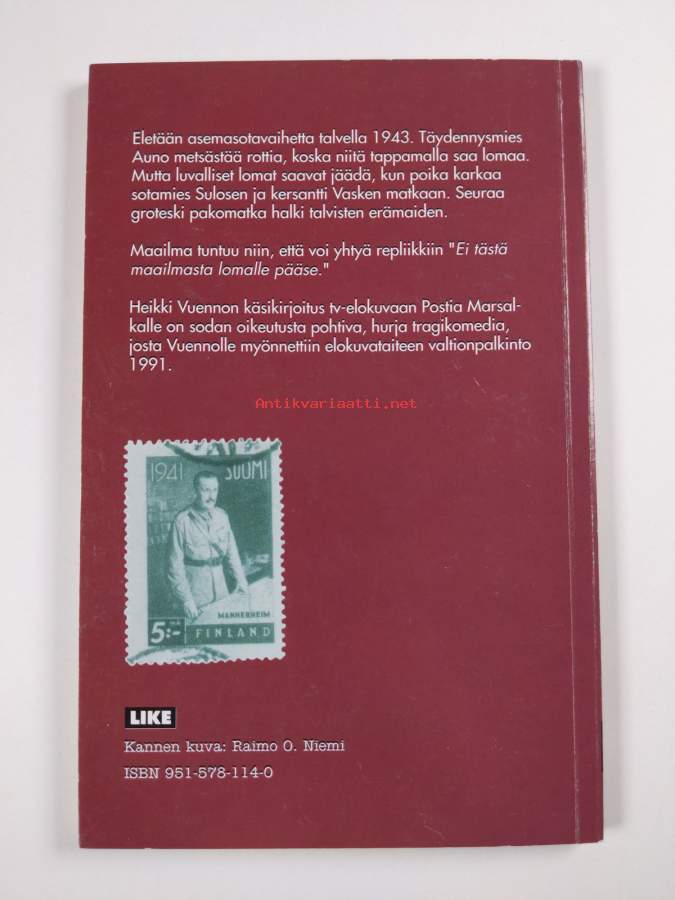 Eletään asemasotavaihetta talvella 1943. Täydennysmies
Auno metsästää rottia, koska niitä tappamalla saa lomaa.
Mutta luvalliset lomat saavat jäädä, kun poika karkaa
sotamies Sulosen ja kersantti Vasken matkaan. Seuraa
groteski pakomatka halki talvisten erämaiden.
Maailma tuntuu niin, että voi yhtyä repliikkiin "Ei tästä
maailmasta lomalle pääse."
Heikki Vuennon käsikirjoitus tv-elokuvaan Postia Marsal-
kalle on sodan oikeutusta pohtiva, hurja tragikomedia,
josta Vuennolle myönnettiin elokuvataiteen valtionpalkinto
1991.
Antikvariaatti.net
1941 SUOMI
MANNERHEIM
5:- FINLAND
LIKE
Kannen kuva: Raimo O. Niemi
ISBN 951-578-114-0